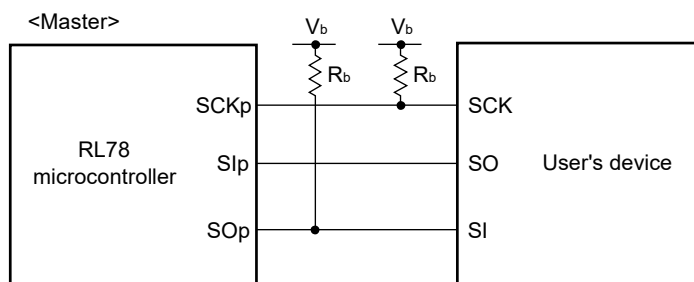 <Master>
Vb Vb
Rb Rb
SCKp SCK
RL78
microcontroller
SIp SO
User's device
SOp SI